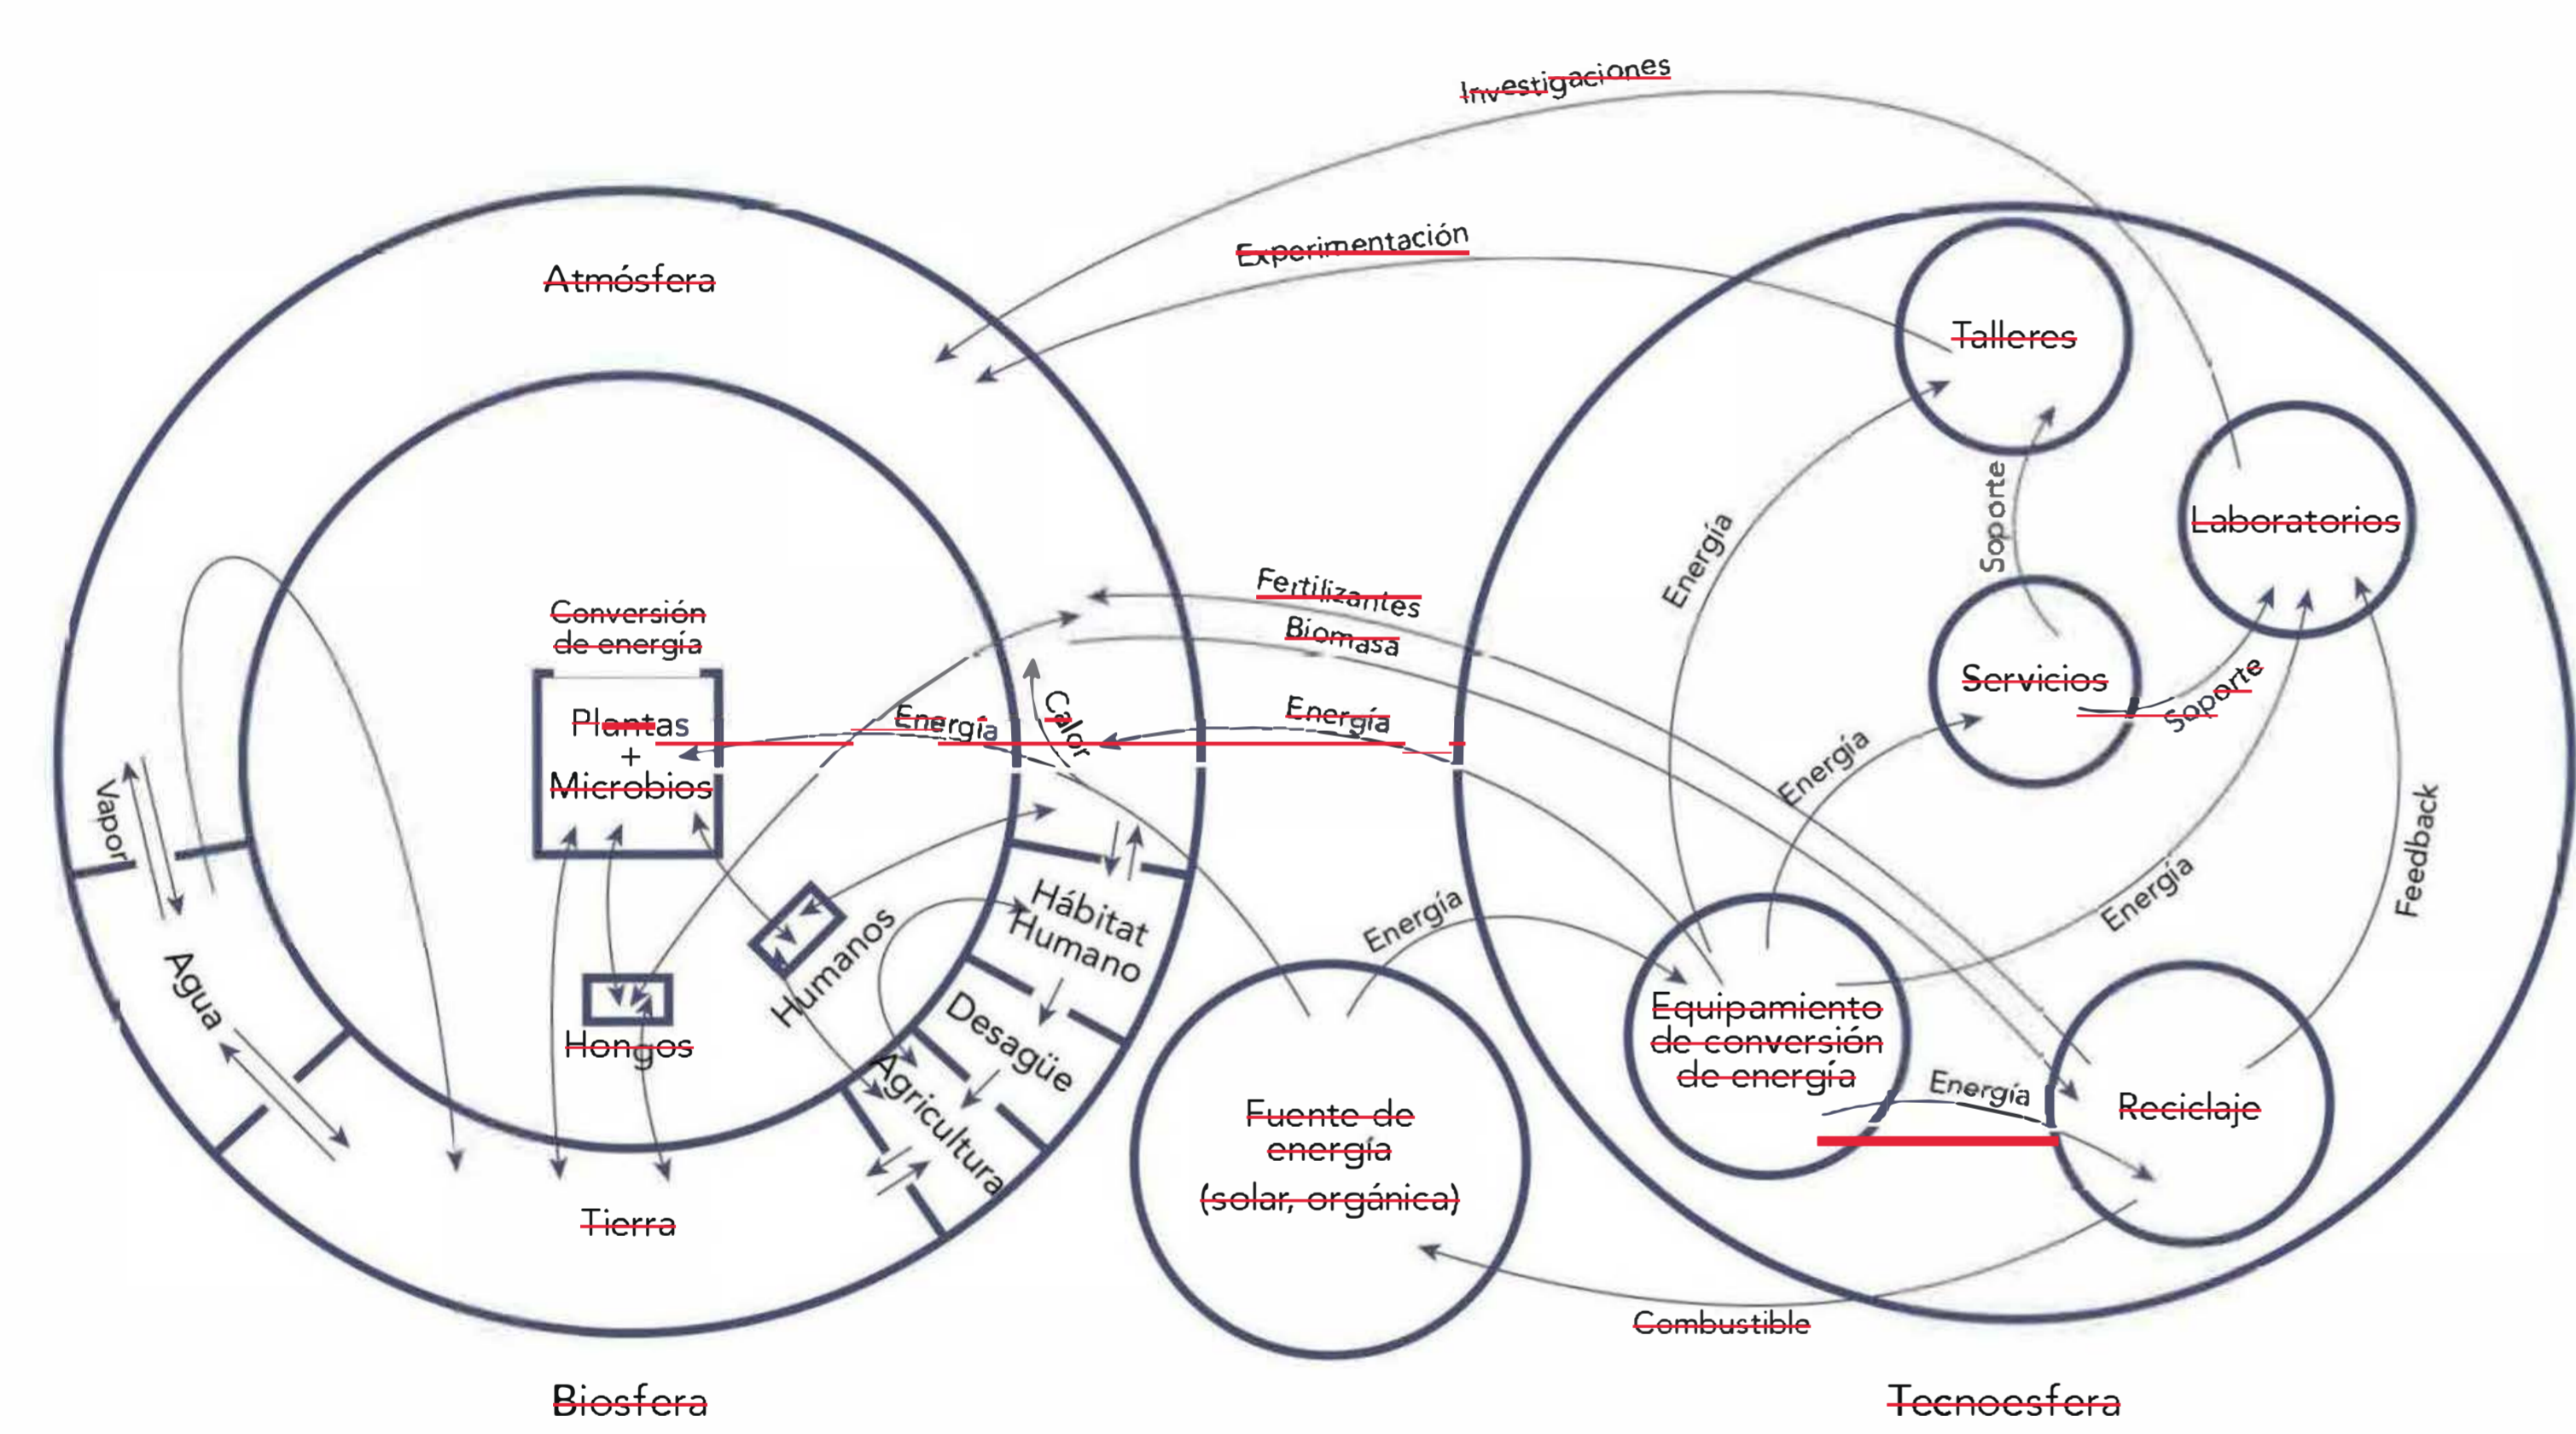 Investigaciones
Experimentación
Atmósfera
Talleres
Soporte
Laboratorios
Energía
Fertilizantes
Biomasa
Conversión
de energía
Servicios
Soporte
Plantas
+
Microbios
Energía
Calor
Energía
Energía
Vapor
Feedback
Hábitat
Humano
Energía
Energía
Humanos
Agua
Desagüe
Hongos
Equipamiento
de conversión
de energía
Energía
Reciclaje
Agricultura
Fuente de
energía
(solar, orgánica)
Tierra
Combustible
Biosfera
Tecnoesfera